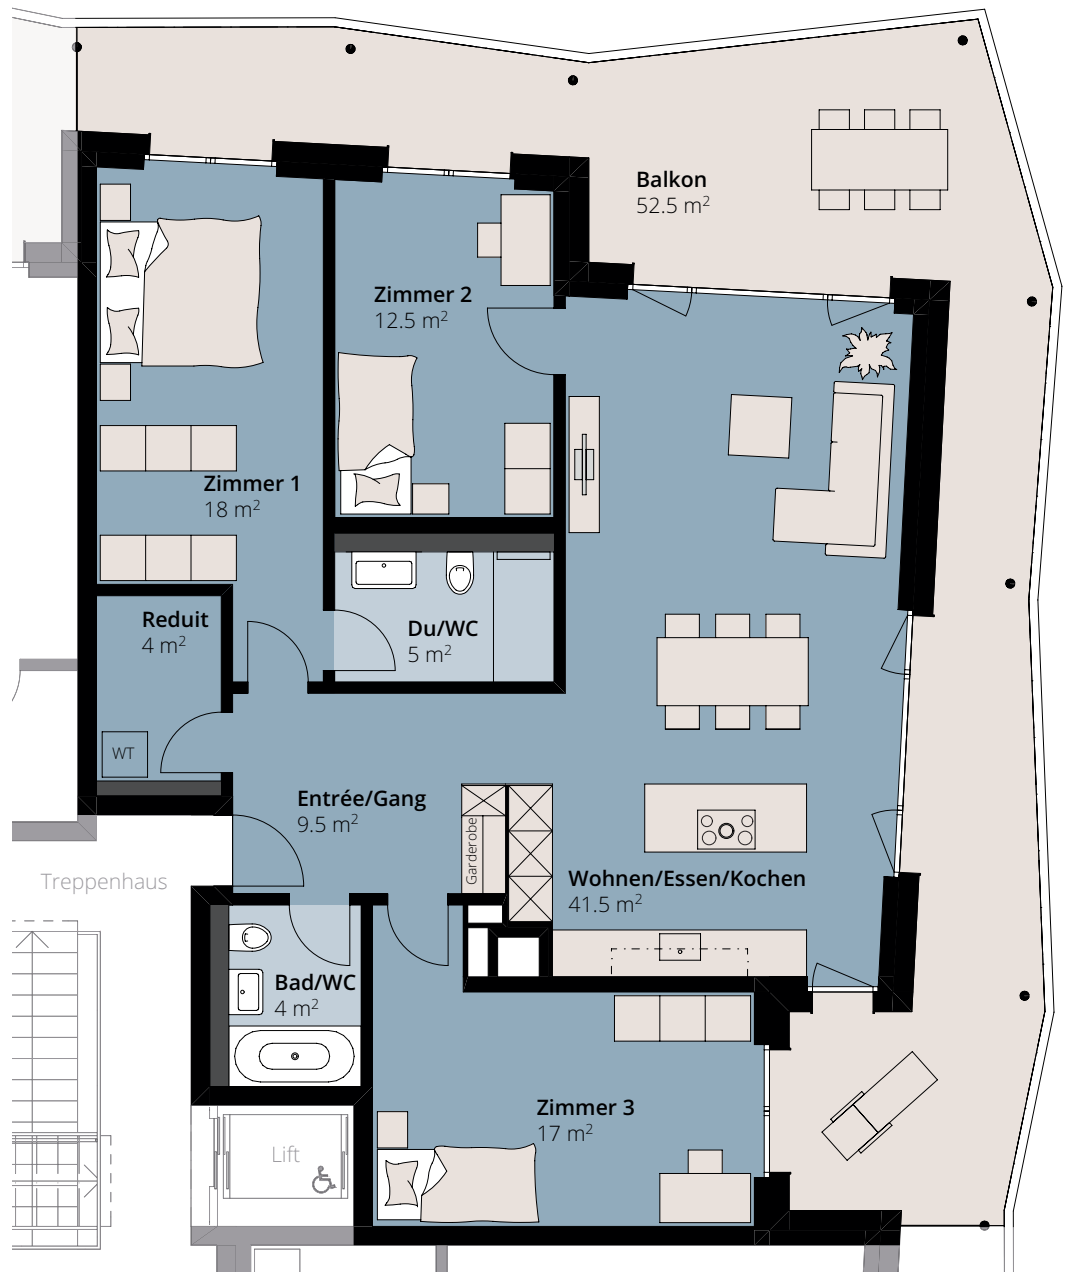 Balkon
52.5 m²
Zimmer 2
12.5 m²
Zimmer 1
18 m²
Reduit
4 m²
Du/WC
5 m²
WT
Entrée/Gang
9.5 m²
Garderobe
Treppenhaus
Wohnen/Essen/Kochen
41.5 m²
Bad/WC
4 m²
Zimmer 3
17 m²
Lift